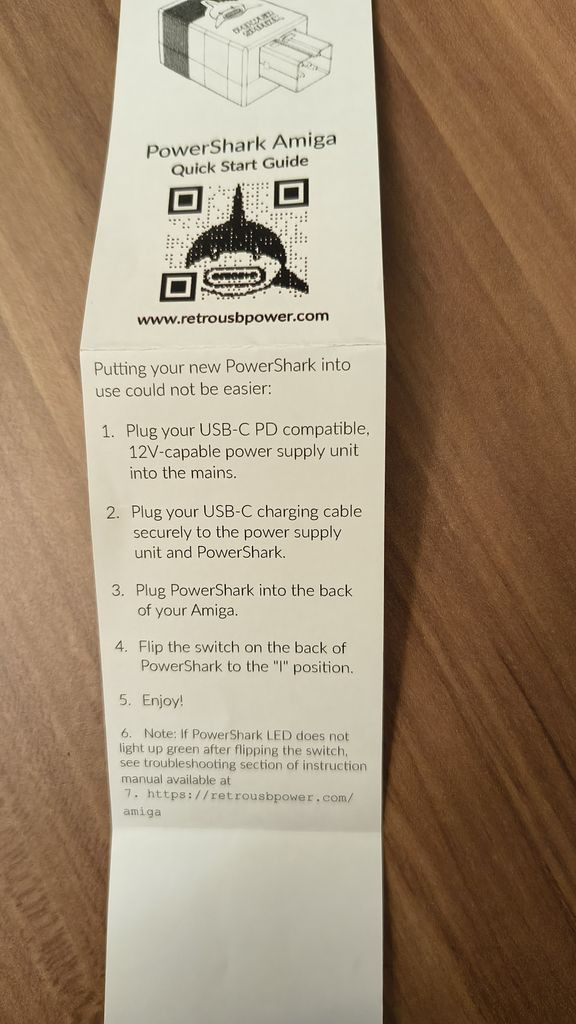 PowerShark Amiga
Quick Start Guide
www.retrousbpower.com
Putting your new PowerShark into
use could not be easier:
1. Plug your USB-C PD compatible,
12V-capable power supply unit
into the mains.
2. Plug your USB-C charging cable
securely to the power supply
unit and PowerShark.
3. Plug PowerShark into the back
of your Amiga.
4. Flip the switch on the back of
PowerShark to the "I" position.
5. Enjoy!
6. Note: If PowerShark LED does not
light up green after flipping the switch,
see troubleshooting section of instruction
manual available at
7. https://retrousbpower.com/
amiga